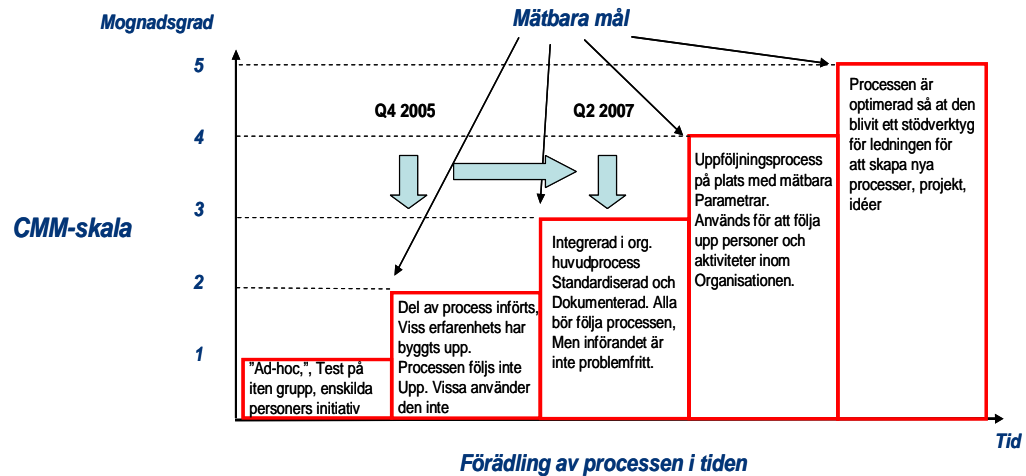 Mätbara mål
Mognadsgrad
5
4
3
2
1
CMM-skala
Q4 2005
Q2 2007
"Ad-hoc,", Test på
iten grupp, enskilda
personers initiativ
Del av process införts,
Viss erfarenhets har
byggts upp.
Processen följs inte
Upp. Vissa använder
den inte
Integrerad i org.
huvudprocess
Standardiserad och
Dokumenterad. Alla
bör följa processen,
Men införandet är
inte problemfritt.
Uppföljningsprocess
på plats med mätbara
Parametrar.
Används för att följa
upp personer och
aktiviteter inom
Organisationen.
Processen är
optimerad så at den
blivit ett stödverktyg
för ledningen för
att skapa nya
processer, projekt,
idéer
Tid
Förädling av processen i tiden